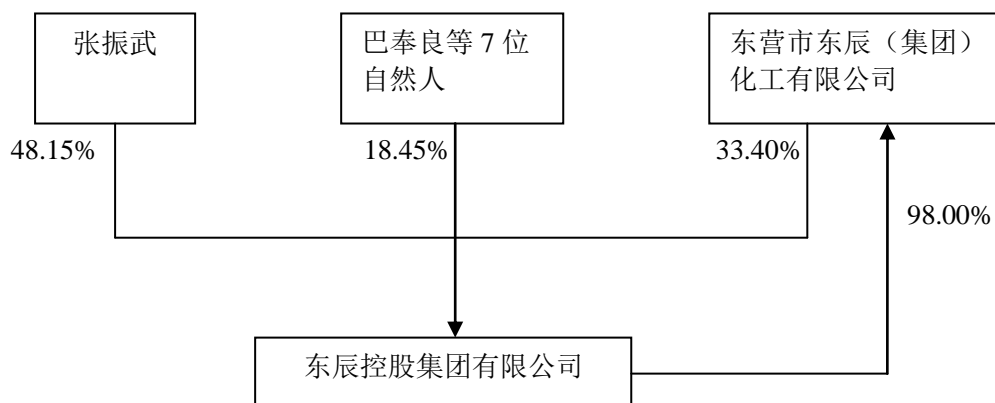 张振武
巴奉良等 7 位
自然人
东营市东辰（集团）
化工有限公司
48.15%
18.45%
33.40%
98.00%
东辰控股集团有限公司